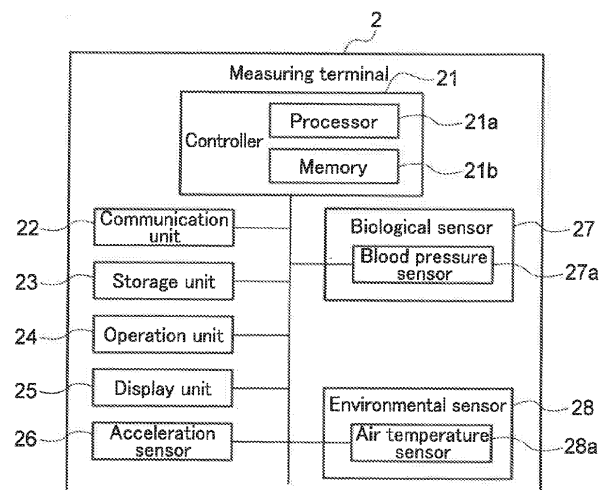 2
Measuring terminal
21
Controller
Processor
21a
Memory
21b
22
Communication
unit
23
Storage unit
24
Operation unit
25
Display unit
26
Acceleration
sensor
Biological sensor
27
Blood pressure
sensor
27a
Environmental sensor
28
Air temperature
sensor
28a